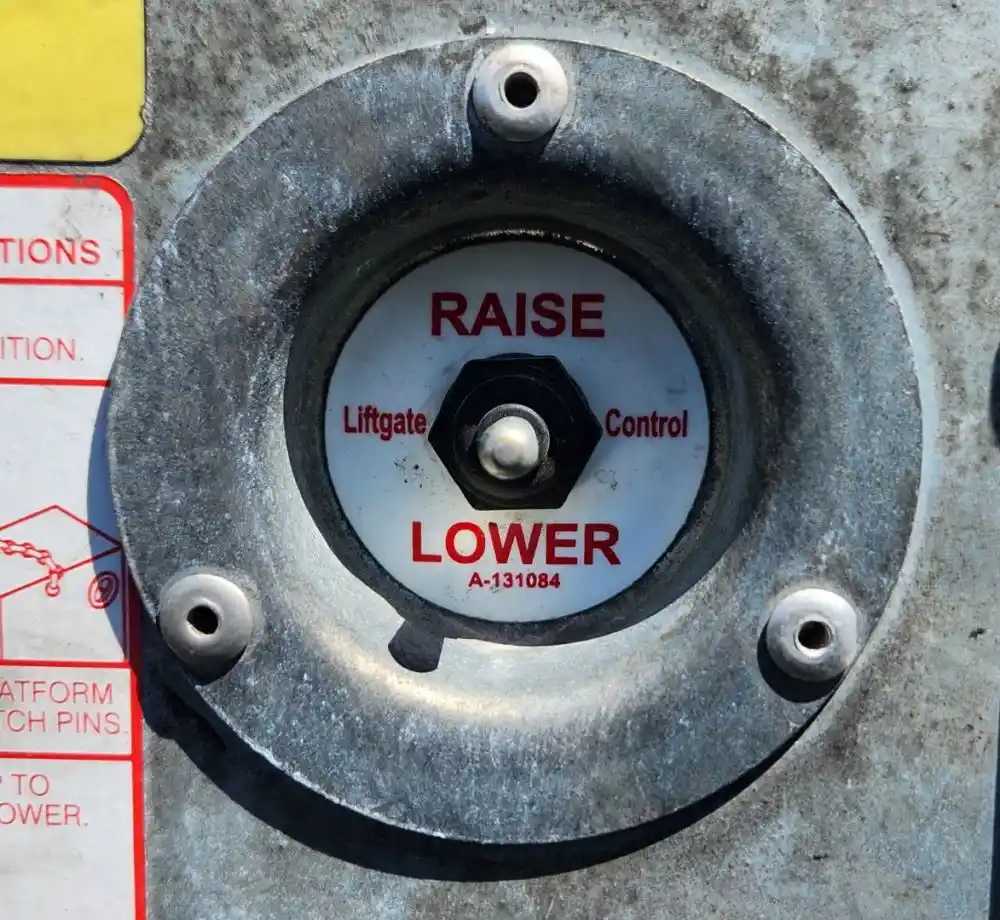 RAISE
Liftgate Control
LOWER
A-131084
TIONS
ITION.
ATFORM
TCH PINS.
TO
OWER.